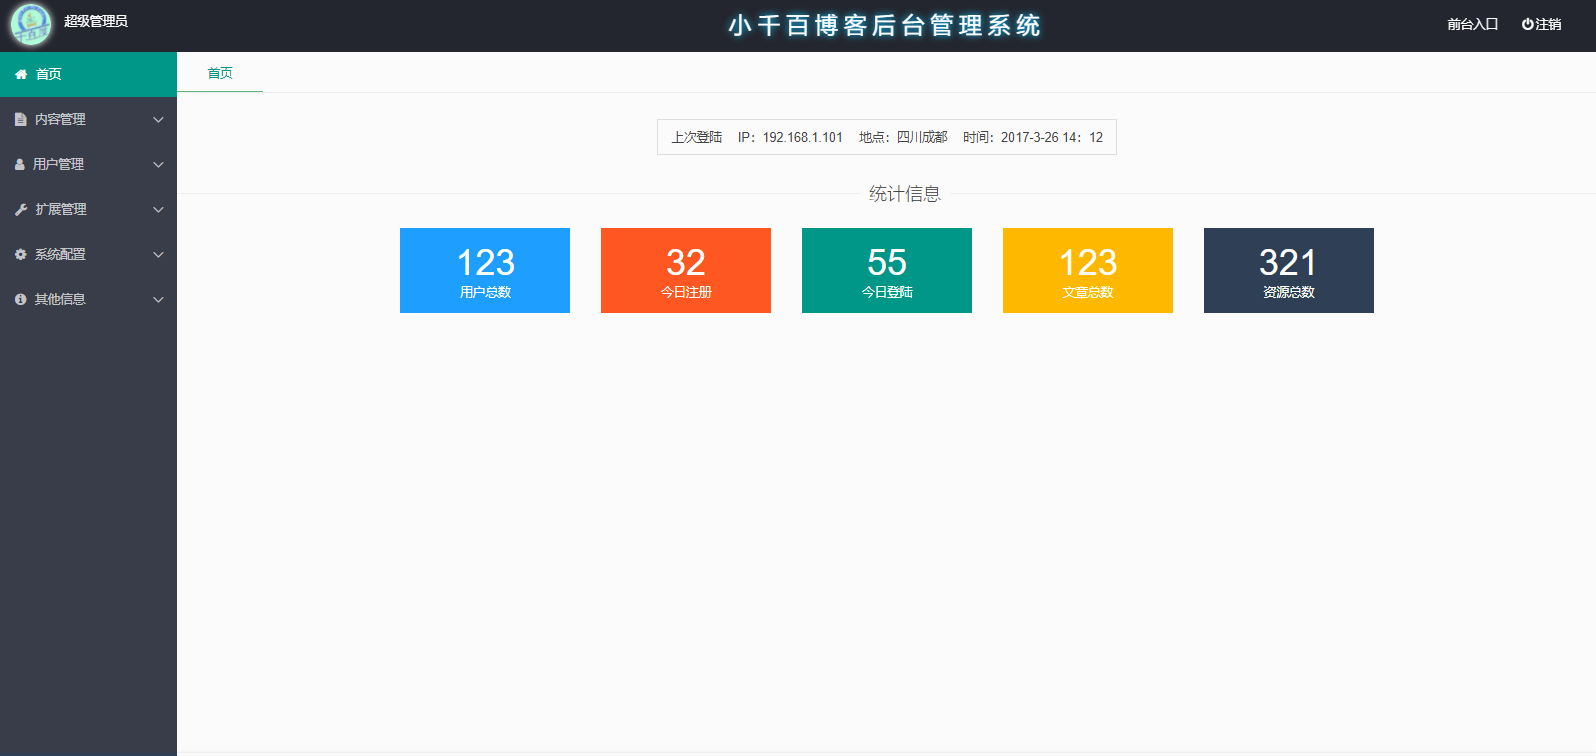 超级管理员
小千百博客后台管理系统
前台入口 注销
首页
内容管理
用户管理
扩展管理
系统配置
其他信息
首页
上次登陆 IP：192.168.1.101 地点：四川成都 时间：2017-3-26 14：12
统计信息
123
用户总数
32
今日注册
55
今日登陆
123
文章总数
321
资源总数